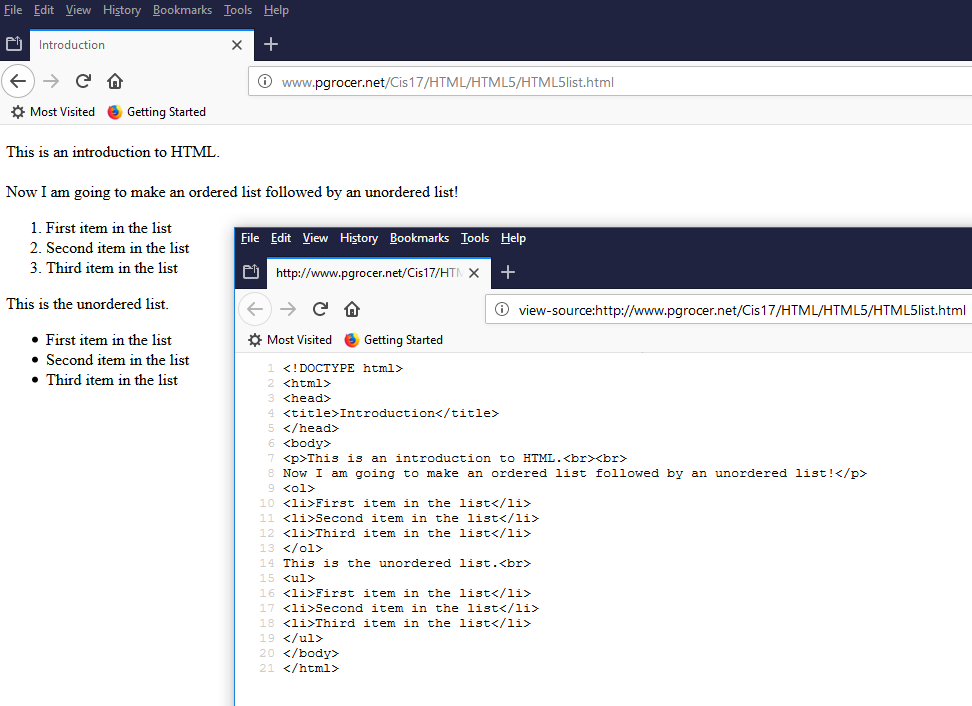 File Edit View History Bookmarks Tools Help
Introduction
www.pgrocer.net/Cis17/HTML/HTML5/HTML5list.html
Most Visited Getting Started
This is an introduction to HTML.
Now I am going to make an ordered list followed by an unordered list!
1. First item in the list
2. Second item in the list
3. Third item in the list
This is the unordered list.
• First item in the list
• Second item in the list
• Third item in the list
File Edit View History Bookmarks Tools Help
http://www.pgrocer.net/Cis17/HTM
view-source:http://www.pgrocer.net/Cis17/HTML/HTML5/HTML5list.html
Most Visited Getting Started
1 <!DOCTYPE html>
2 <html>
3 <head>
4 <title>Introduction</title>
5 </head>
6 <body>
7 <p>This is an introduction to HTML.<br><br>
8 Now I am going to make an ordered list followed by an unordered list!</p>
9 <ol>
10 <li>First item in the list</li>
11 <li>Second item in the list</li>
12 <li>Third item in the list</li>
13 </ol>
14 This is the unordered list.<br>
15 <ul>
16 <li>First item in the list</li>
17 <li>Second item in the list</li>
18 <li>Third item in the list</li>
19 </ul>
20 </body>
21 </html>